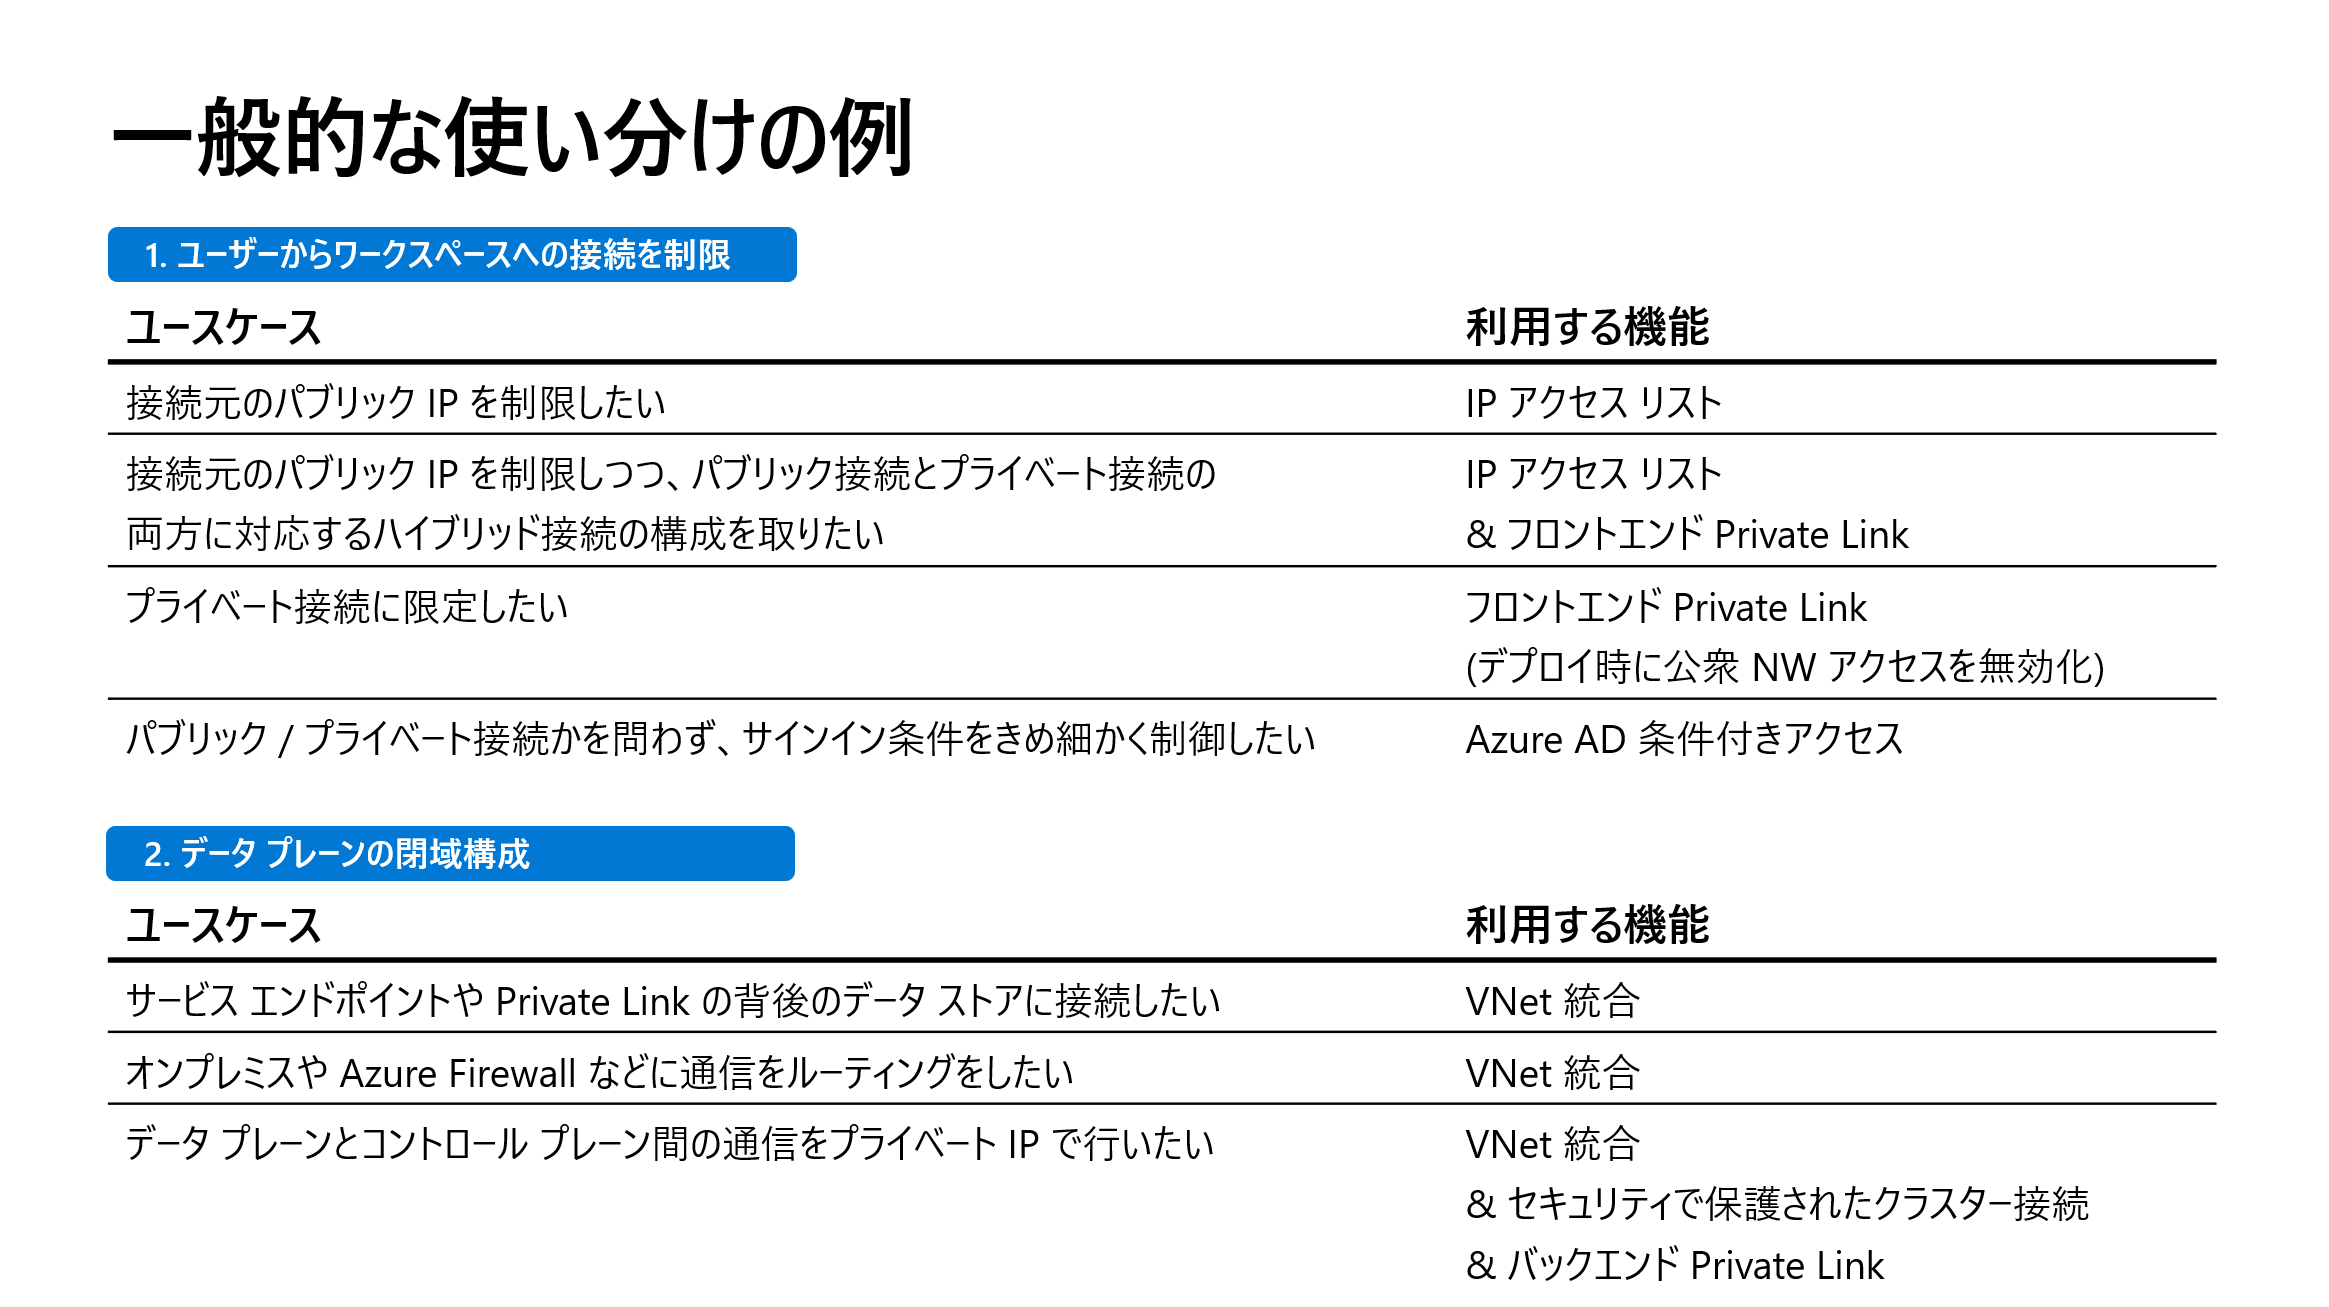 一般的な使い分けの例
1. ユーザーからワークスペースへの接続を制限
ユースケース 利用する機能
接続元のパブリック IP を制限したい IP アクセス リスト
接続元のパブリック IP を制限しつつ、パブリック接続とプライベート接続の IP アクセス リスト
両方に対応するハイブリッド接続の構成を取りたい & フロントエンド Private Link
プライベート接続に限定したい フロントエンド Private Link
(デプロイ時に公衆 NW アクセスを無効化)
パブリック / プライベート接続かを問わず、サインイン条件をきめ細かく制御したい Azure AD 条件付きアクセス
2. データ プレーンの閉域構成
ユースケース 利用する機能
サービス エンドポイントや Private Link の背後のデータ ストアに接続したい VNet 統合
オンプレミスや Azure Firewall などに通信をルーティングをしたい VNet 統合
データ プレーンとコントロール プレーン間の通信をプライベート IP で行いたい VNet 統合
& セキュリティで保護されたクラスター接続
& バックエンド Private Link